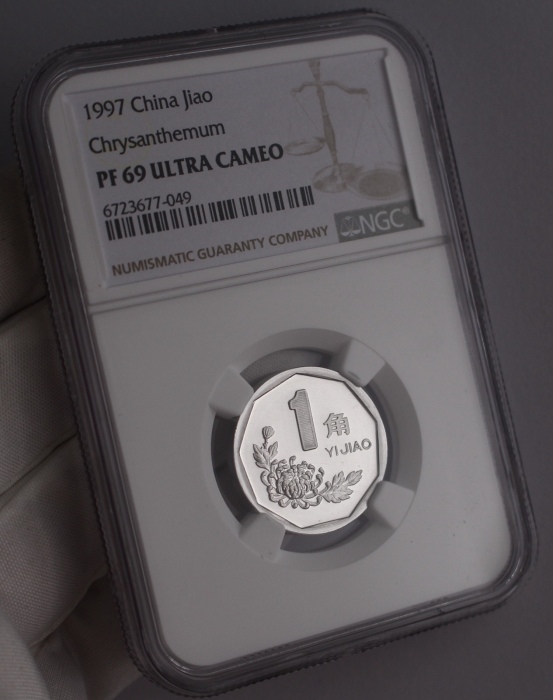 1997 China Jiao
Chrysanthemum
PF 69 ULTRA CAMEO
6723677-049
NUMISMATIC GUARANTY COMPANY
NGC
1 角
YI JIAO